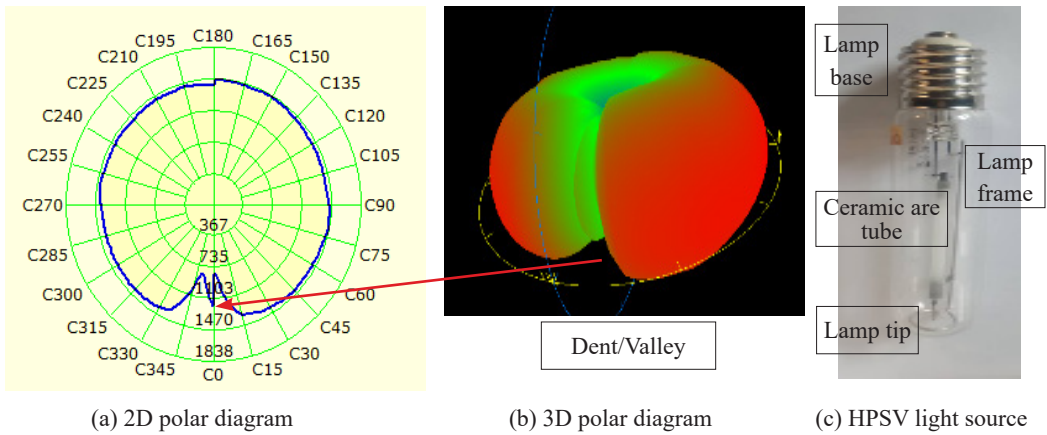 C180
C195
C165
C210
C150
C225
C135
C240
C120
C255
C105
C270
C90
C285
C75
C300
C60
C315
C45
C330
C30
C345
C15
C0
367
735
1103
1470
1838
Dent/Valley
Lamp
base
Lamp
frame
Ceramic are
tube
Lamp tip
(a) 2D polar diagram
(b) 3D polar diagram
(c) HPSV light source